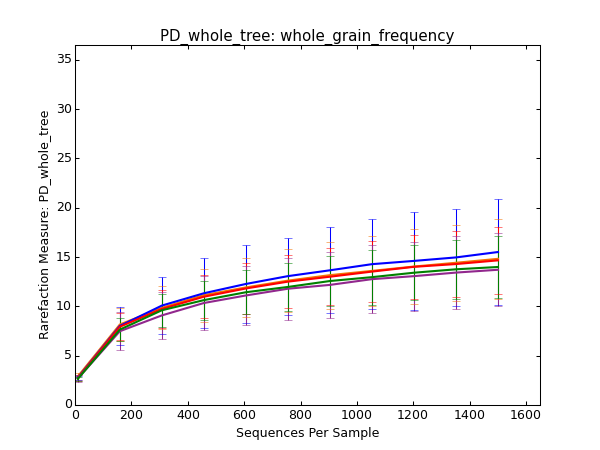 PD_whole_tree: whole_grain_frequency
35
30
25
20
15
10
5
0
Rarefaction Measure: PD_whole_tree
0 200 400 600 800 1000 1200 1400 1600
Sequences Per Sample